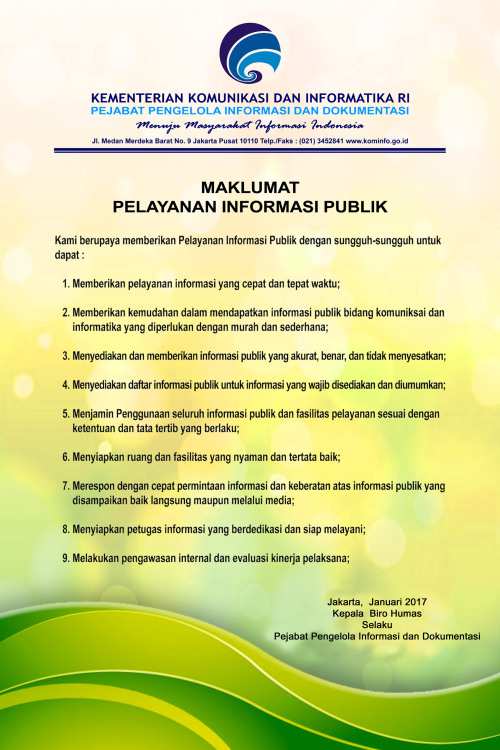 KEMENTERIAN KOMUNIKASI DAN INFORMATIKA RI
PEJABAT PENGELOLA INFORMASI DAN DOKUMENTASI
Menuju Masyarakat Informasi Indonesia
Jl. Medan Merdeka Barat No. 9 Jakarta Pusat 10110 Telp./Faks : (021) 3452841 www.kominfo.go.id
MAKLUMAT
PELAYANAN INFORMASI PUBLIK
Kami berupaya memberikan Pelayanan Informasi Publik dengan sungguh-sungguh untuk
dapat :
1. Memberikan pelayanan informasi yang cepat dan tepat waktu;
2. Memberikan kemudahan dalam mendapatkan informasi publik bidang komuniksai dan
informatika yang diperlukan dengan murah dan sederhana;
3. Menyediakan dan memberikan informasi publik yang akurat, benar, dan tidak menyesatkan;
4. Menyediakan daftar informasi publik untuk informasi yang wajib disediakan dan diumumkan;
5. Menjamin Penggunaan seluruh informasi publik dan fasilitas pelayanan sesuai dengan
ketentuan dan tata tertib yang berlaku;
6. Menyiapkan ruang dan fasilitas yang nyaman dan tertata baik;
7. Merespon dengan cepat permintaan informasi dan keberatan atas informasi publik yang
disampaikan baik langsung maupun melalui media;
8. Menyiapkan petugas informasi yang berdedikasi dan siap melayani;
9. Melakukan pengawasan internal dan evaluasi kinerja pelaksana;
Jakarta, Januari 2017
Kepala Biro Humas
Selaku
Pejabat Pengelola Informasi dan Dokumentasi